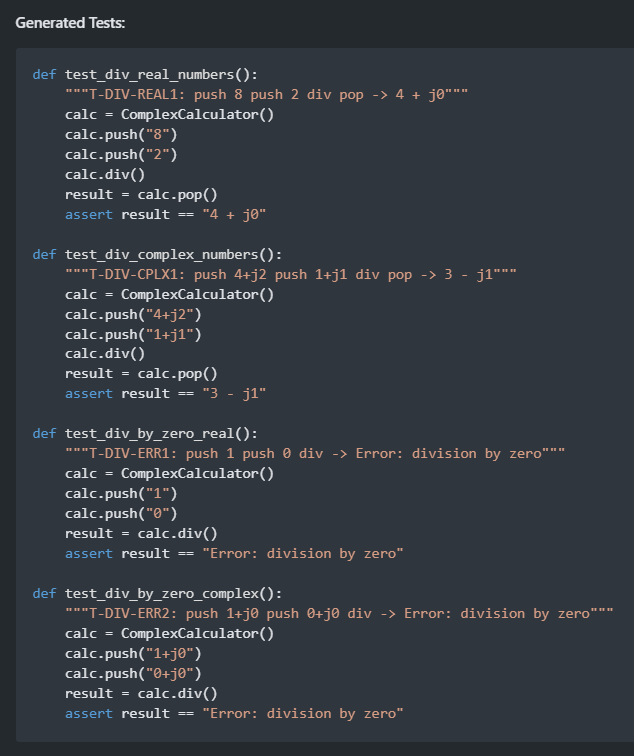 Generated Tests:
def test_div_real_numbers():
    """T-DIV-REAL1: push 8 push 2 div pop -> 4 + j0"""
    calc = ComplexCalculator()
    calc.push("8")
    calc.push("2")
    calc.div()
    result = calc.pop()
    assert result == "4 + j0"

def test_div_complex_numbers():
    """T-DIV-CPLX1: push 4+j2 push 1+j1 div pop -> 3 - j1"""
    calc = ComplexCalculator()
    calc.push("4+j2")
    calc.push("1+j1")
    calc.div()
    result = calc.pop()
    assert result == "3 - j1"

def test_div_by_zero_real():
    """T-DIV-ERR1: push 1 push 0 div -> Error: division by zero"""
    calc = ComplexCalculator()
    calc.push("1")
    calc.push("0")
    result = calc.div()
    assert result == "Error: division by zero"

def test_div_by_zero_complex():
    """T-DIV-ERR2: push 1+j0 push 0+j0 div -> Error: division by zero"""
    calc = ComplexCalculator()
    calc.push("1+j0")
    calc.push("0+j0")
    result = calc.div()
    assert result == "Error: division by zero"